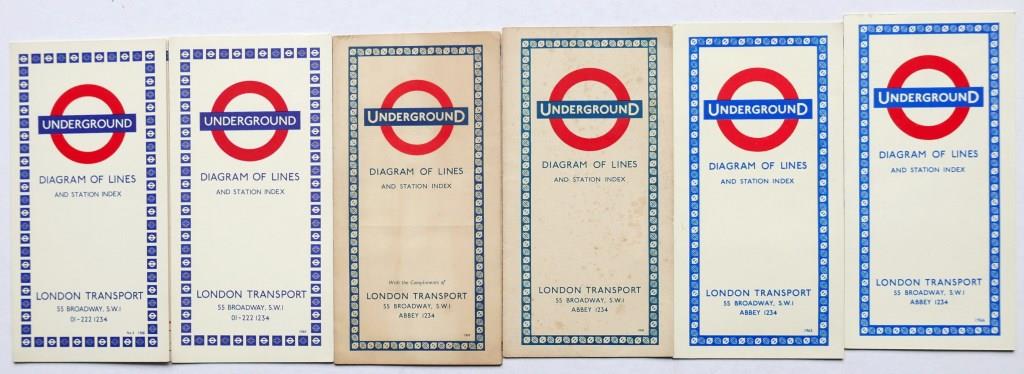 UNDERGROUND
DIAGRAM OF LINES
AND STATION INDEX
LONDON TRANSPORT
55 BROADWAY, S.W.1
01-222 1234
UNDERGROUND
DIAGRAM OF LINES
AND STATION INDEX
LONDON TRANSPORT
55 BROADWAY, S.W.1
01-222 1234
UNDERGROUND
DIAGRAM OF LINES
AND STATION INDEX
With the Compliments of
LONDON TRANSPORT
55 BROADWAY, S.W.1
ABBEY 1234
UNDERGROUND
DIAGRAM OF LINES
AND STATION INDEX
LONDON TRANSPORT
55 BROADWAY, S.W.1
ABBEY 1234
UNDERGROUND
DIAGRAM OF LINES
AND STATION INDEX
LONDON TRANSPORT
55 BROADWAY, S.W.1
ABBEY 1234
UNDERGROUND
DIAGRAM OF LINES
AND STATION INDEX
LONDON TRANSPORT
55 BROADWAY, S.W.1
ABBEY 1234
1966